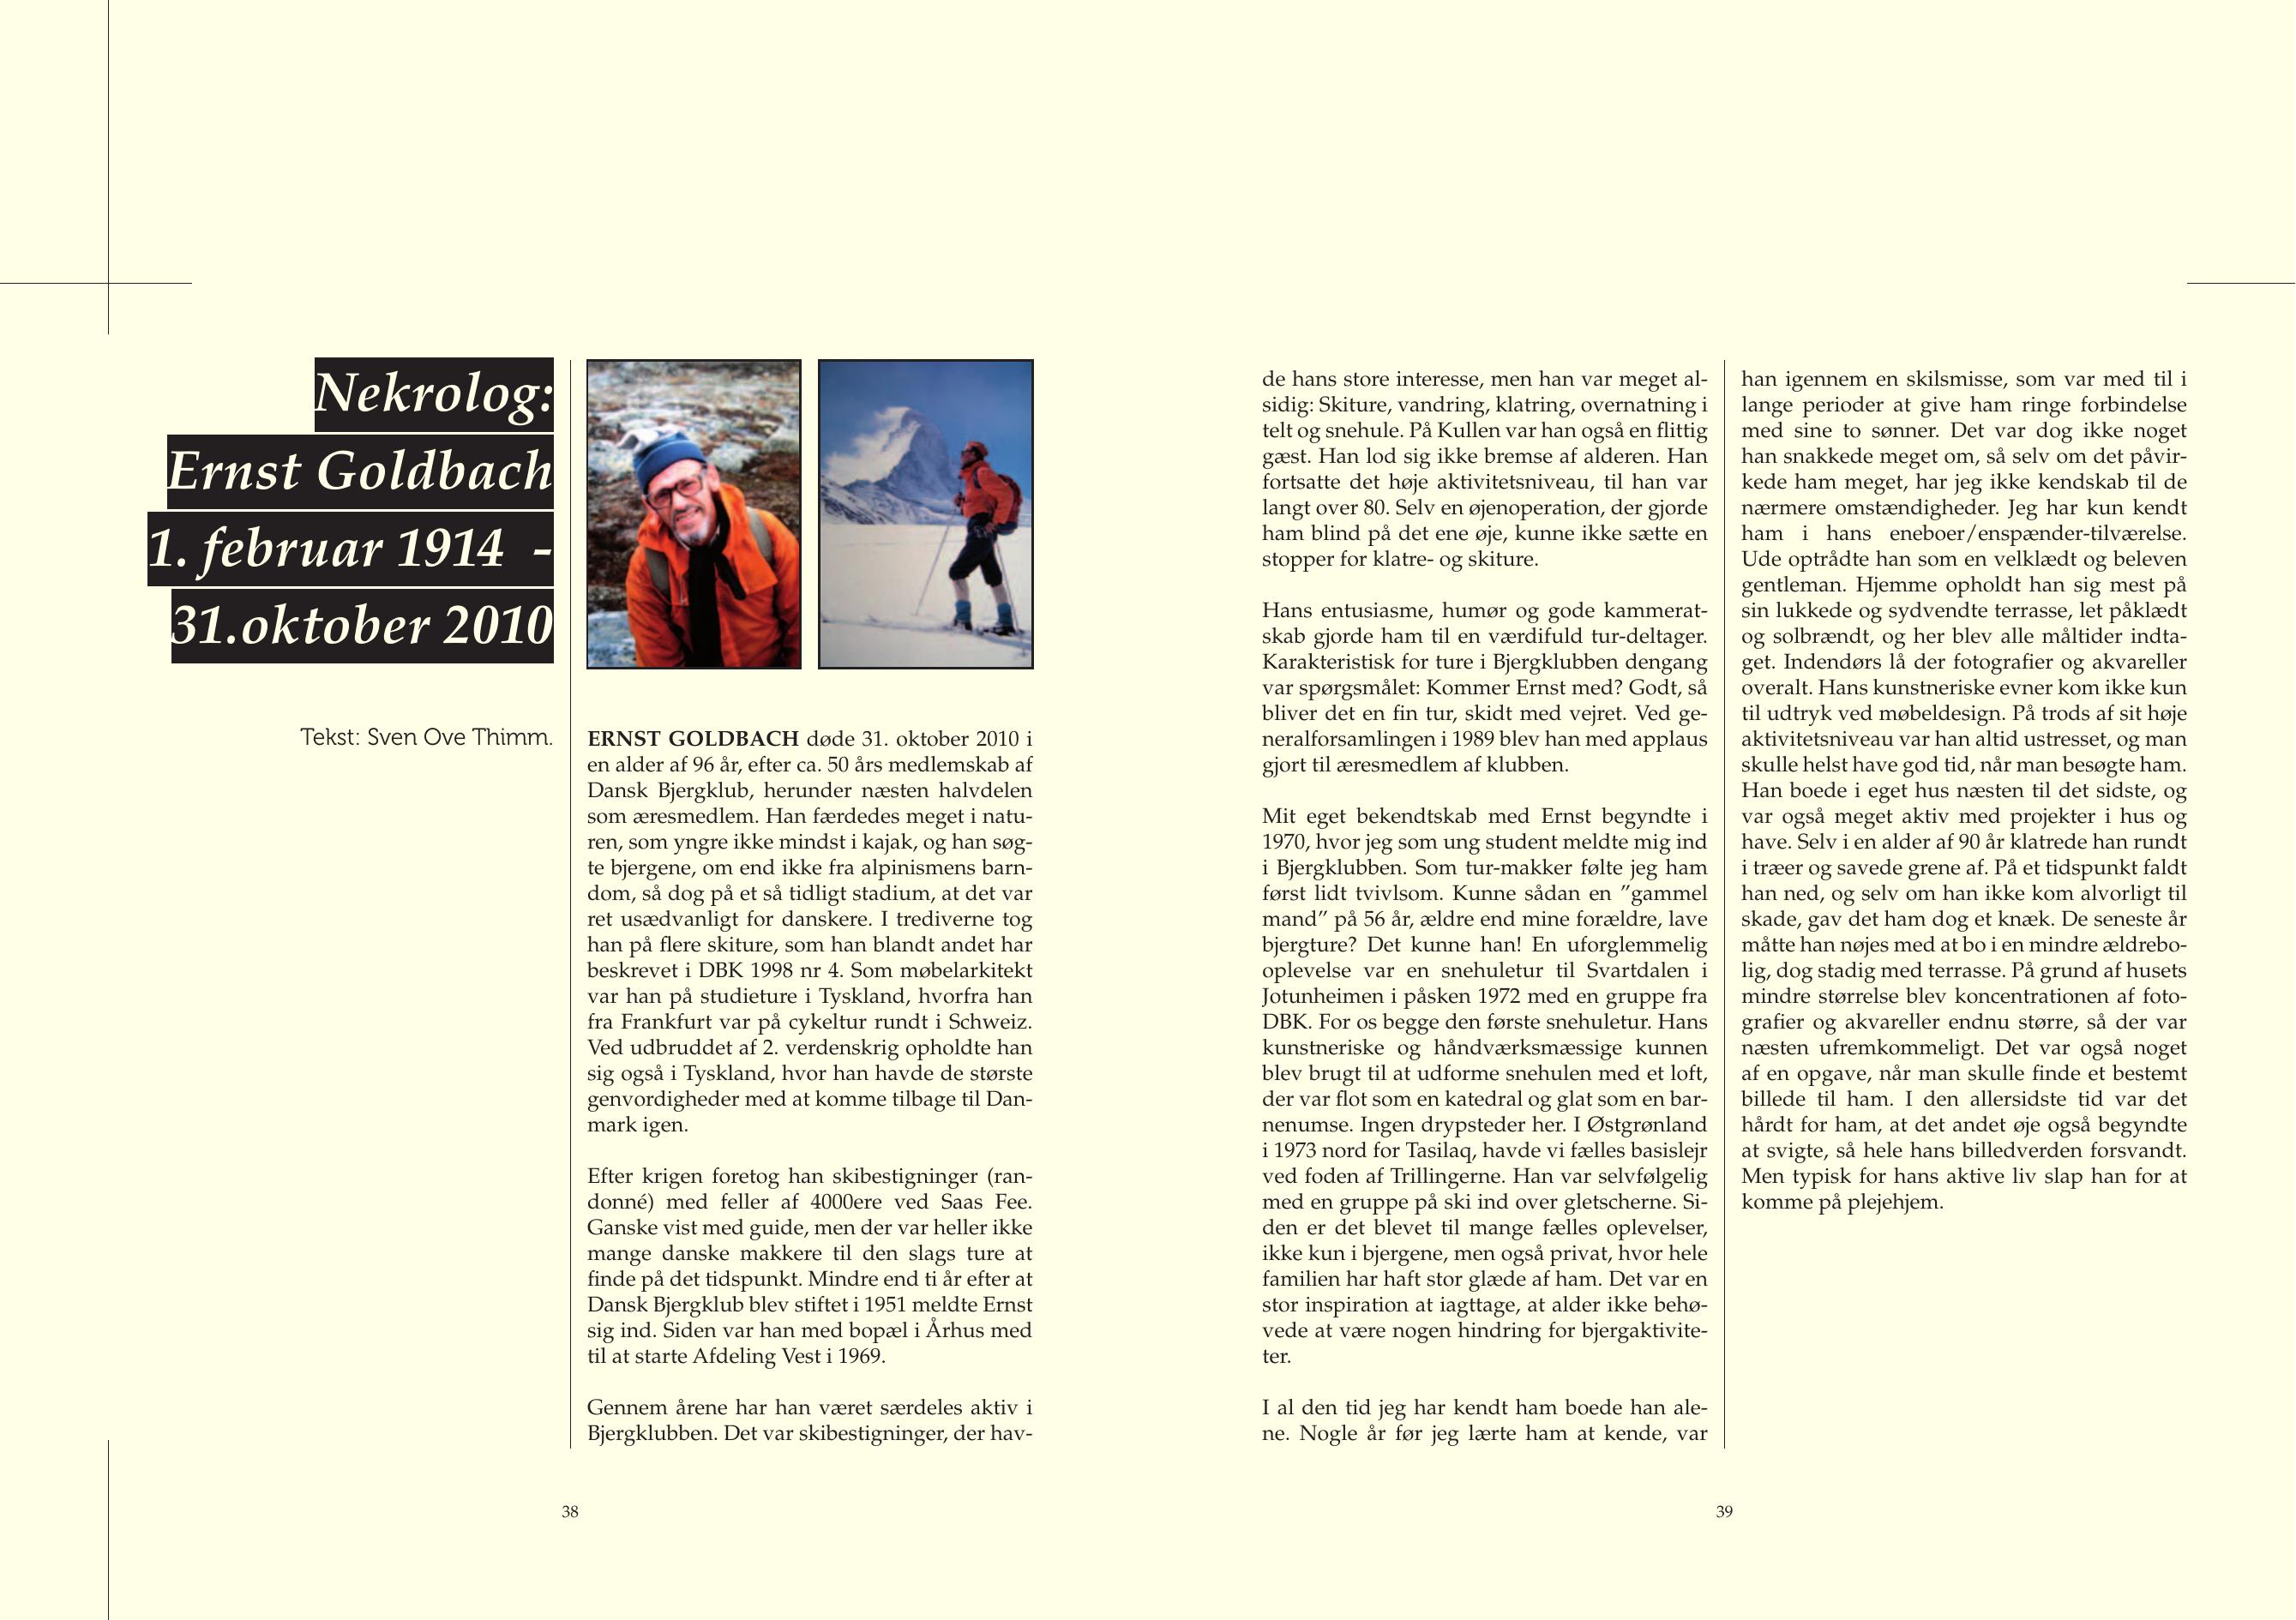 Nekrolog:
Ernst Goldbach
1. februar 1914 -
31.oktober 2010
Tekst: Sven Ove Thimm.
ERNST GOLDBACH døde 31. oktober 2010 i
en alder af 96 år, efter ca. 50 års medlemskab af
Dansk Bjergklub, herunder næsten halvdelen
som æresmedlem. Han færdedes meget i natu-
ren, som yngre ikke mindst i kajak, og han søg-
te bjergene, om end ikke fra alpinismens barn-
dom, så dog på et så tidligt stadium, at det var
ret usædvanligt for danskere. I trediverne tog
han på flere skiture, som han blandt andet har
beskrevet i DBK 1998 nr 4. Som møbelarkitekt
var han på studieture i Tyskland, hvorfra han
fra Frankfurt var på cykeltur rundt i Schweiz.
Ved udbruddet af 2. verdenskrig opholdte han
sig også i Tyskland, hvor han havde de største
genvordigheder med at komme tilbage til Dan-
mark igen.
Efter krigen foretog han skibestigninger (ran-
donné) med feller af 4000ere ved Saas Fee.
Ganske vist med guide, men der var heller ikke
mange danske makkere til den slags ture at
finde på det tidspunkt. Mindre end ti år efter at
Dansk Bjergklub blev stiftet i 1951 meldte Ernst
sig ind. Siden var han med bopæl i Århus med
til at starte Afdeling Vest i 1969.
Gennem årene har han været særdeles aktiv i
Bjergklubben. Det var skibestigninger, der hav-
38
de hans store interesse, men han var meget al-
sidig: Skiture, vandring, klatring, overnatning i
telt og snehule. På Kullen var han også en flittig
gæst. Han lod sig ikke bremse af alderen. Han
fortsatte det høje aktivitetsniveau, til han var
langt over 80. Selv en øjenoperation, der gjorde
ham blind på det ene øje, kunne ikke sætte en
stopper for klatre- og skiture.
Hans entusiasme, humør og gode kammerat-
skab gjorde ham til en værdifuld tur-deltager.
Karakteristisk for ture i Bjergklubben dengang
var spørgsmålet: Kommer Ernst med? Godt, så
bliver det en fin tur, skidt med vejret. Ved ge-
neralforsamlingen i 1989 blev han med applaus
gjort til æresmedlem af klubben.
Mit eget bekendtskab med Ernst begyndte i
1970, hvor jeg som ung student meldte mig ind
i Bjergklubben. Som tur-makker følte jeg ham
først lidt tvivlsom. Kunne sådan en ”gammel
mand” på 56 år, ældre end mine forældre, lave
bjergture? Det kunne han! En uforglemmelig
oplevelse var en snehuletur til Svartdalen i
Jotunheimen i påsken 1972 med en gruppe fra
DBK. For os begge den første snehuletur. Hans
kunstneriske og håndværksmæssige kunnen
blev brugt til at udforme snehulen med et loft,
der var flot som en katedral og glat som en bar-
nenumse. Ingen drypsteder her. I Østgrønland
i 1973 nord for Tasilaq, havde vi fælles basislejr
ved foden af Trillingerne. Han var selvfølgelig
med en gruppe på ski ind over gletscherne. Si-
den er det blevet til mange fælles oplevelser,
ikke kun i bjergene, men også privat, hvor hele
familien har haft stor glæde af ham. Det var en
stor inspiration at iagttage, at alder ikke behø-
vede at være nogen hindring for bjergaktivite-
ter.
I al den tid jeg har kendt ham boede han ale-
ne. Nogle år før jeg lærte ham at kende, var
han igennem en skilsmisse, som var med til i
lange perioder at give ham ringe forbindelse
med sine to sønner. Det var dog ikke noget
han snakkede meget om, så selv om det påvir-
kede ham meget, har jeg ikke kendskab til de
nærmere omstændigheder. Jeg har kun kendt
ham i hans eneboer/enspænder-tilværelse.
Ude optrådte han som en velklædt og beleven
gentleman. Hjemme opholdt han sig mest på
sin lukkede og sydvendte terrasse, let påklædt
og solbrændt, og her blev alle måltider indta-
get. Indendørs lå der fotografier og akvareller
overalt. Hans kunstneriske evner kom ikke kun
til udtryk ved møbeldesign. På trods af sit høje
aktivitetsniveau var han altid ustresset, og man
skulle helst have god tid, når man besøgte ham.
Han boede i eget hus næsten til det sidste, og
var også meget aktiv med projekter i hus og
have. Selv i en alder af 90 år klatrede han rundt
i træer og savede grene af. På et tidspunkt faldt
han ned, og selv om han ikke kom alvorligt til
skade, gav det ham dog et knæk. De seneste år
måtte han nøjes med at bo i en mindre ældrebo-
lig, dog stadig med terrasse. På grund af husets
mindre størrelse blev koncentrationen af foto-
grafier og akvareller endnu større, så der var
næsten ufremkommeligt. Det var også noget
af en opgave, når man skulle finde et bestemt
billede til ham. I den allersidste tid var det
hårdt for ham, at det andet øje også begyndte
at svigte, så hele hans billedverden forsvandt.
Men typisk for hans aktive liv slap han for at
komme på plejehjem.
39